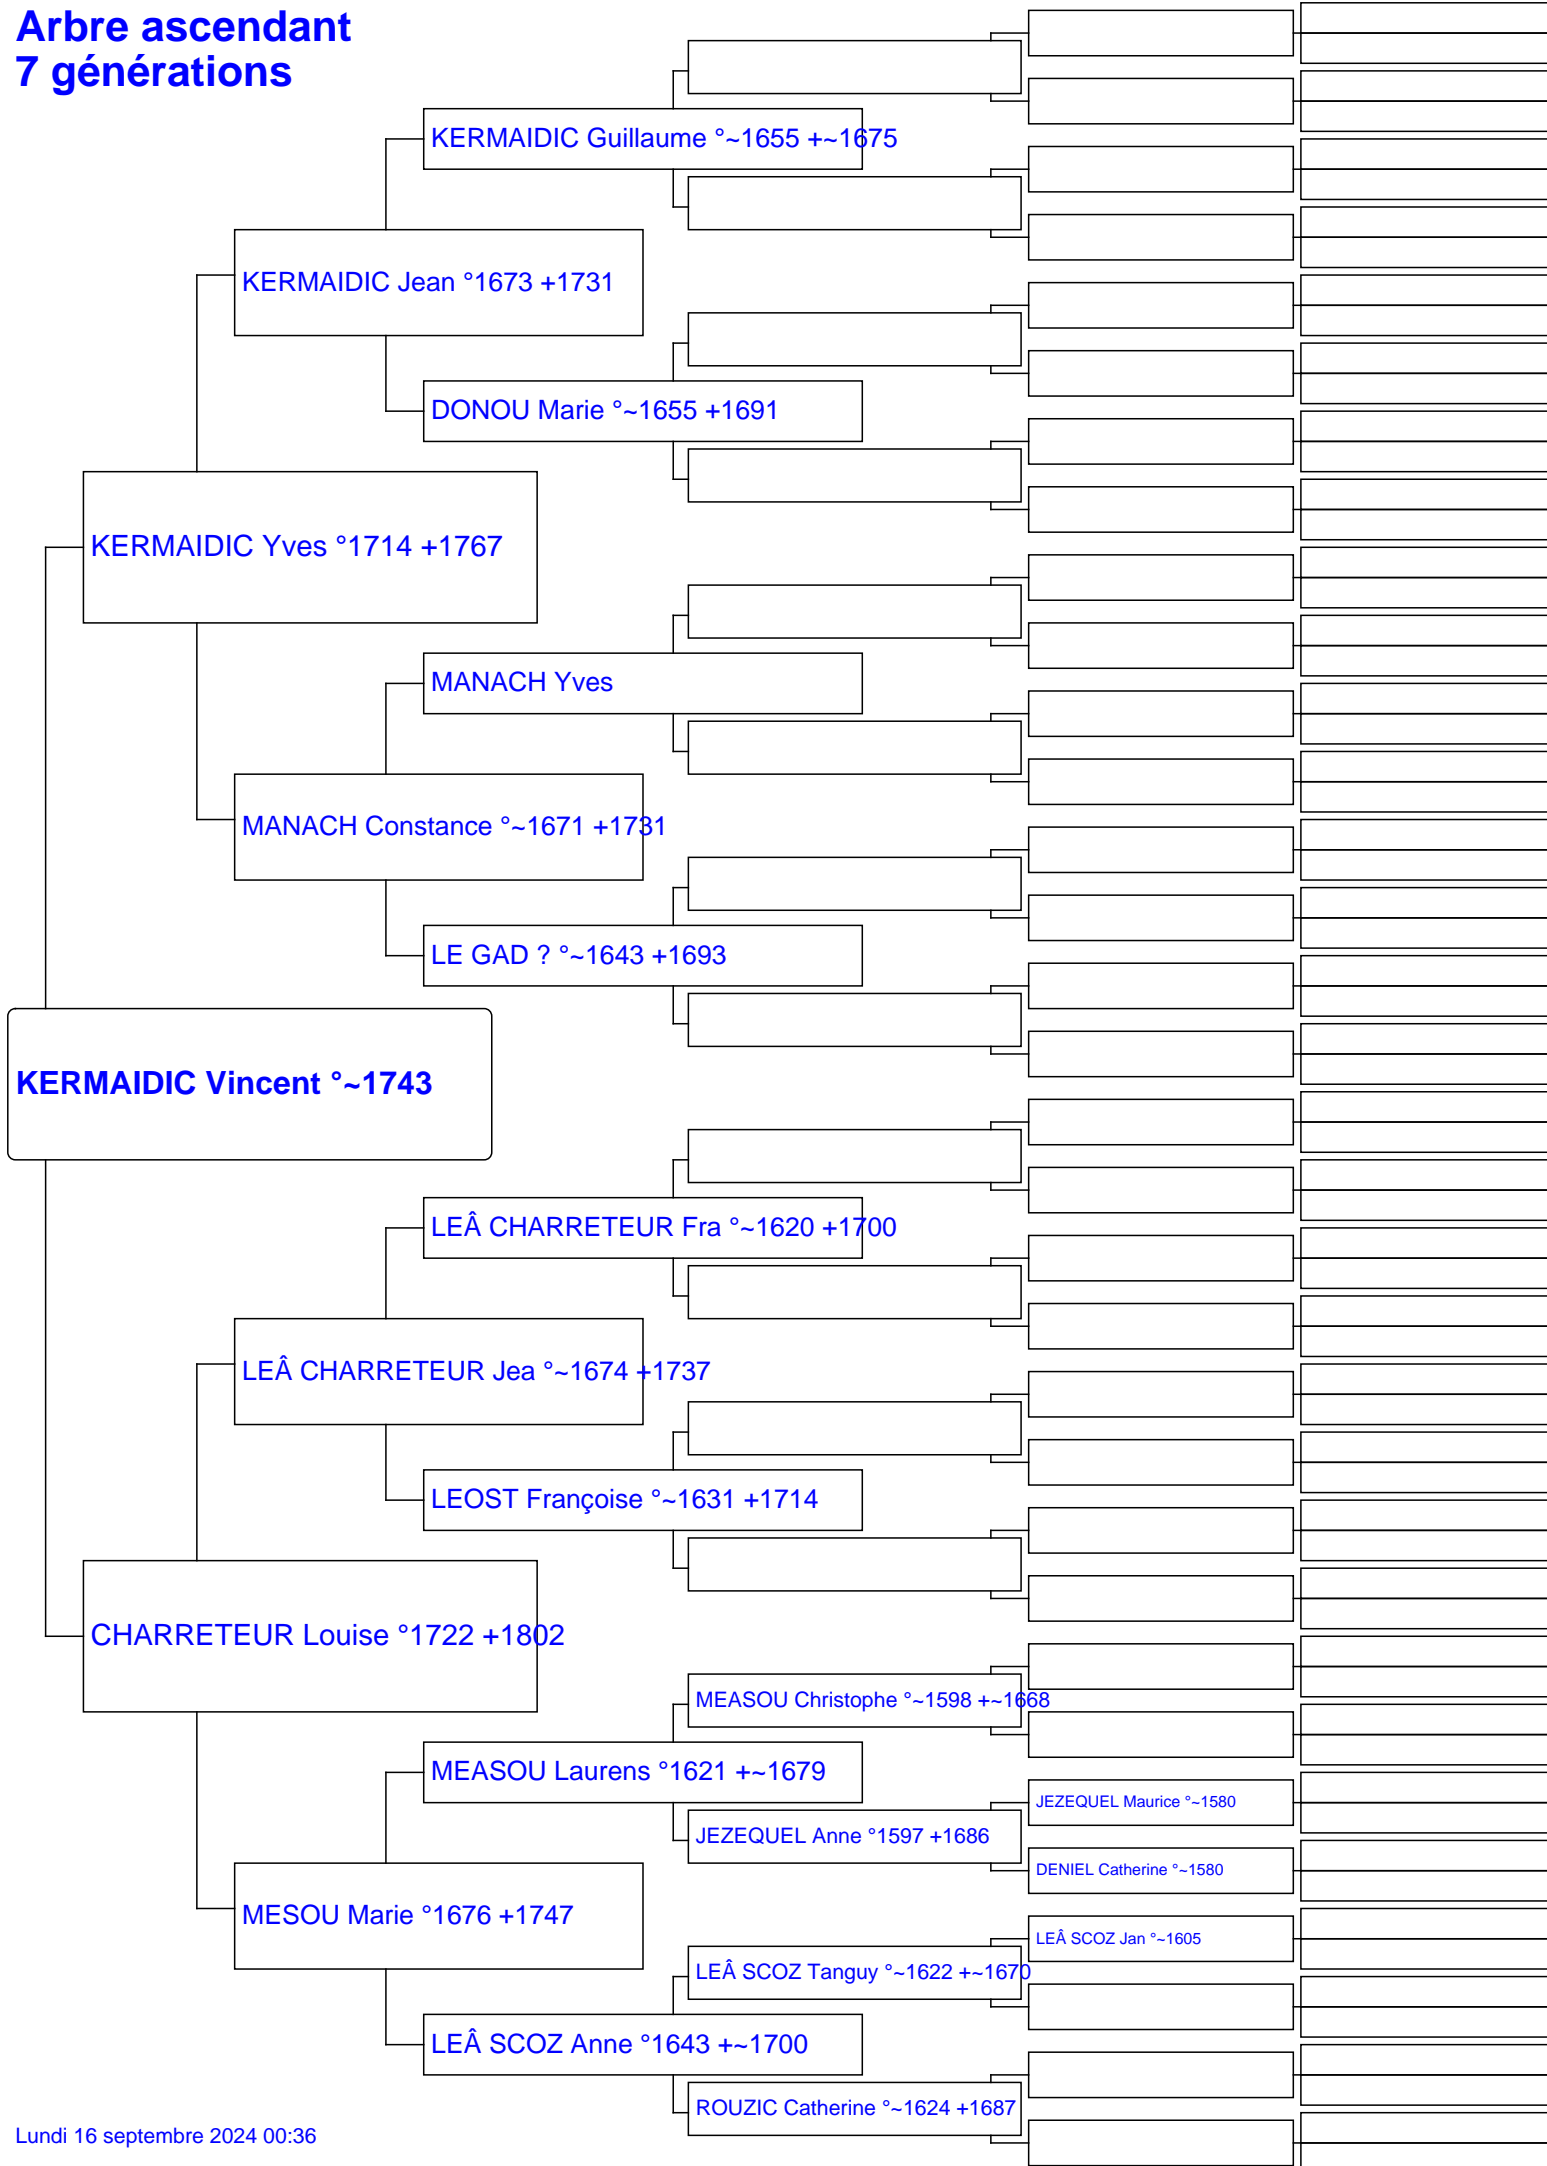 Arbre ascendant
7 générations
KERMAIDIC Guillaume °~1655 +~1675
KERMAIDIC Jean °1673 +1731
DONOU Marie °~1655 +1691
KERMAIDIC Yves °1714 +1767
MANACH Yves
MANACH Constance °~1671 +1731
LE GAD ? °~1643 +1693
KERMAIDIC Vincent °~1743
LEÂ CHARRETEUR Fra °~1620 +1700
LEÂ CHARRETEUR Jea °~1674 +1737
LEOST Françoise °~1631 +1714
CHARRETEUR Louise °1722 +1802
MEASOU Christophe °~1598 +~1668
MEASOU Laurens °1621 +~1679
JEZEQUEL Maurice °~1580
JEZEQUEL Anne °1597 +1686
DENIEL Catherine °~1580
MESOU Marie °1676 +1747
LEÂ SCOZ Jan °~1605
LEÂ SCOZ Tanguy °~1622 +~1670
LEÂ SCOZ Anne °1643 +~1700
ROUZIC Catherine °~1624 +1687
Lundi 16 septembre 2024 00:36